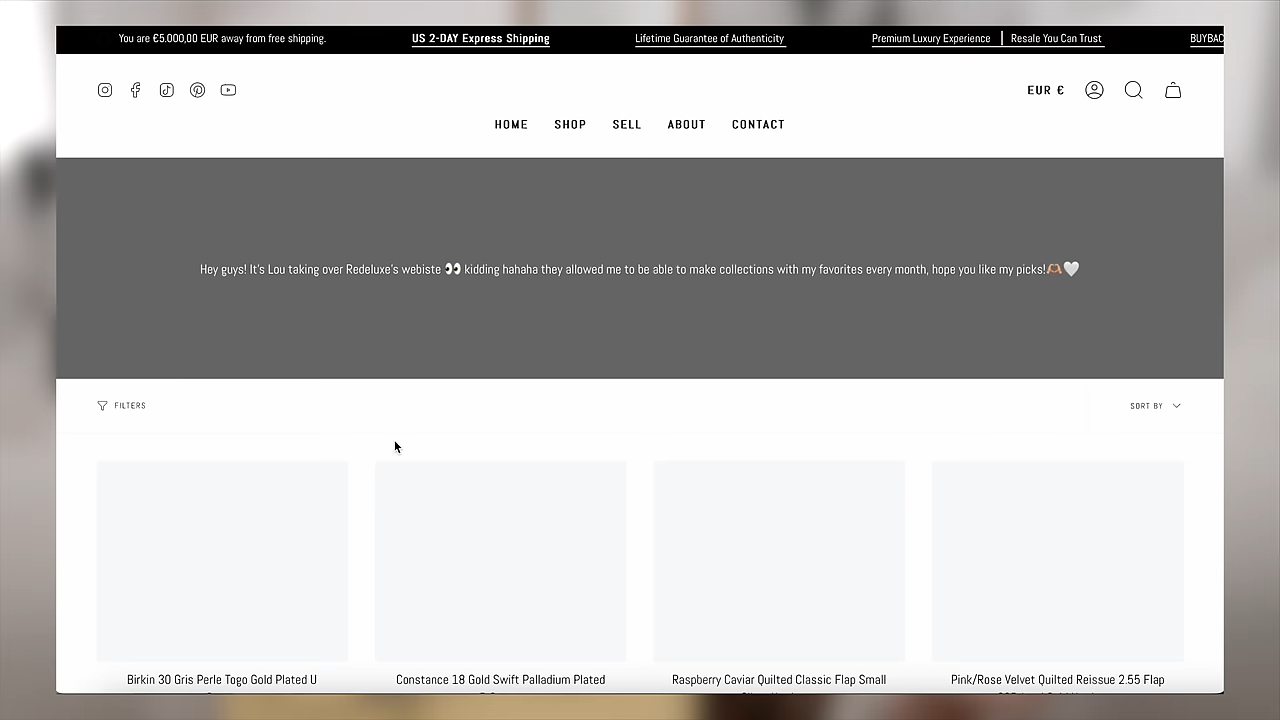 You are €5.000,00 EUR away from free shipping. US 2-DAY Express Shipping Lifetime Guarantee of Authenticity Premium Luxury Experience | Resale You Can Trust BUYBAC
EUR €
HOME SHOP SELL ABOUT CONTACT
Hey guys! It's Lou taking over Redeluxe's webiste 👀 kidding hahaha they allowed me to be able to make collections with my favorites every month, hope you like my picks!🫶🏼🤍
FILTERS SORT BY
Birkin 30 Gris Perle Togo Gold Plated U
Constance 18 Gold Swift Palladium Plated
Raspberry Caviar Quilted Classic Flap Small
Pink/Rose Velvet Quilted Reissue 2.55 Flap